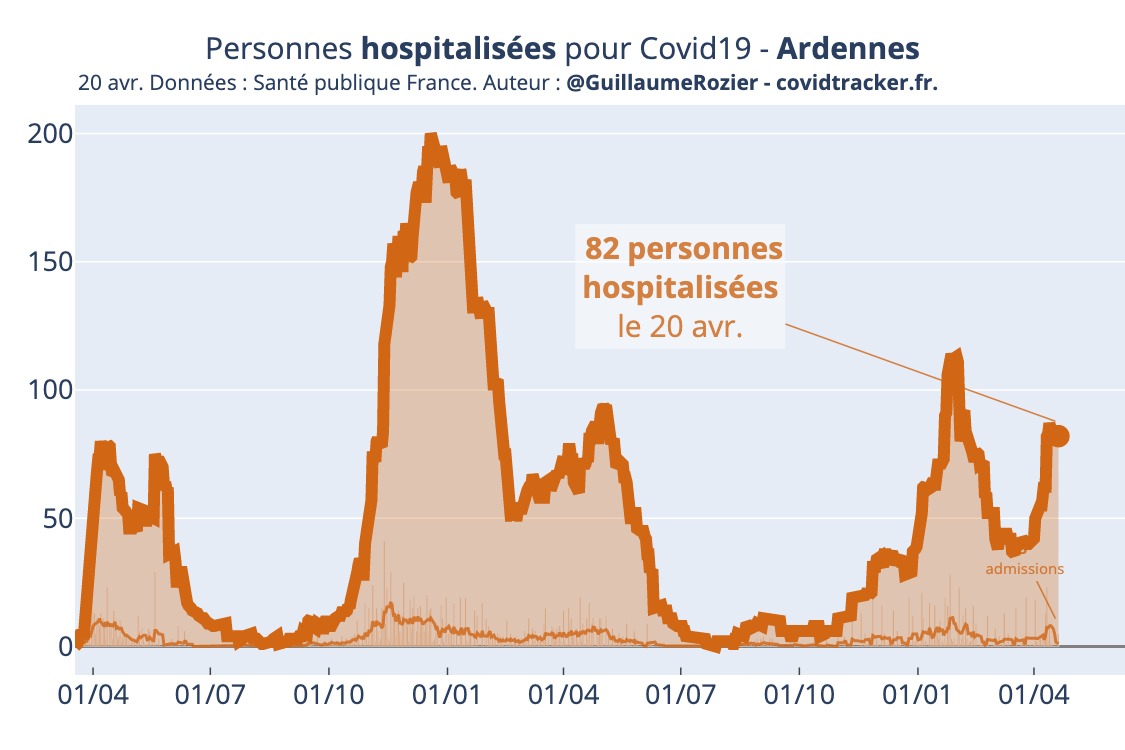 Personnes hospitalisées pour Covid19 - Ardennes
20 avr. Données : Santé publique France. Auteur : @GuillaumeRozier - covidtracker.fr.
200
150
100
50
0
82 personnes
hospitalisées
le 20 avr.
admissions
01/04 01/07 01/10 01/01 01/04 01/07 01/10 01/01 01/04